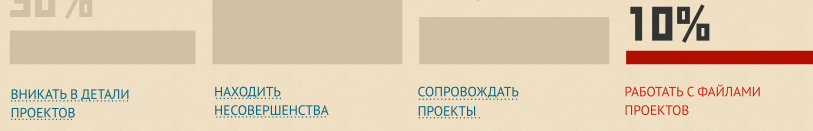 10%
ВНИКАТЬ В ДЕТАЛИ
ПРОЕКТОВ
НАХОДИТЬ
НЕСОВЕРШЕНСТВА
СОПРОВОЖДАТЬ
ПРОЕКТЫ
РАБОТАТЬ С ФАЙЛАМИ
ПРОЕКТОВ